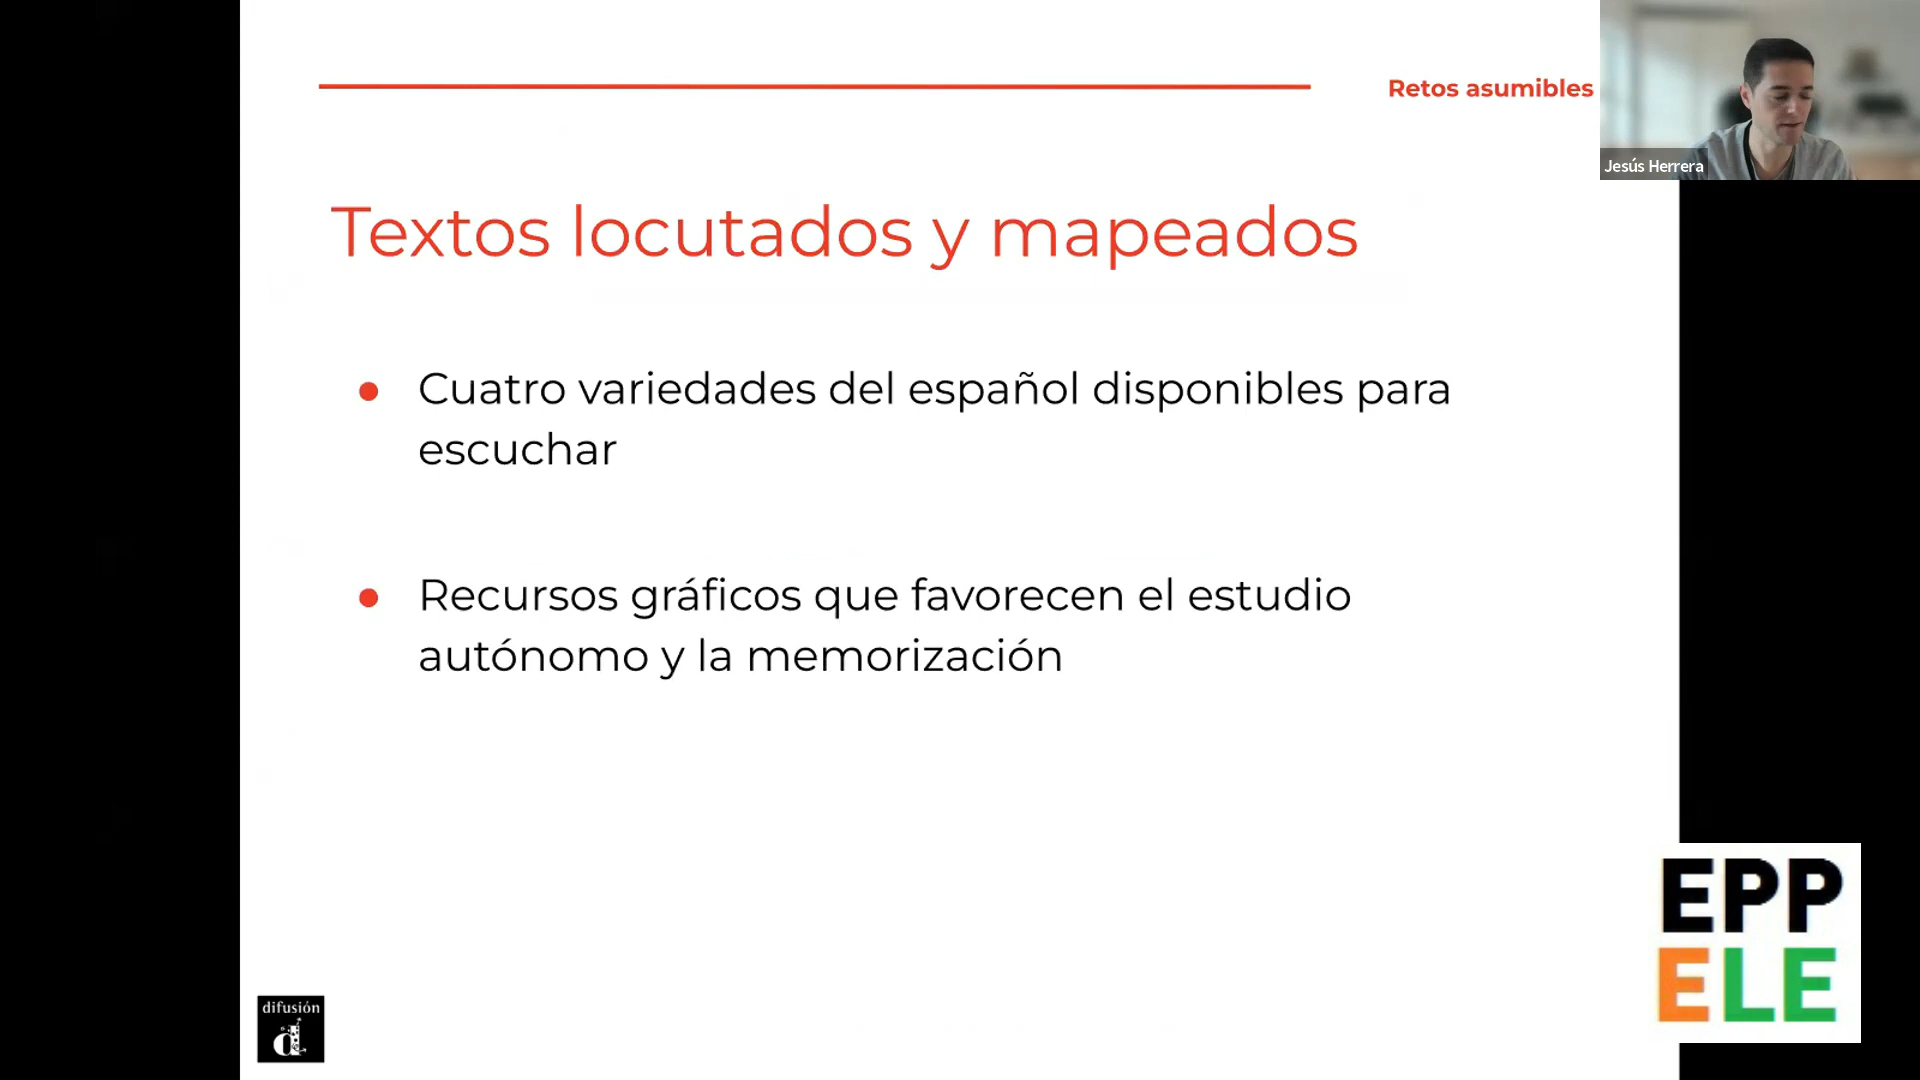 Retos asumibles
Jesús Herrera
Textos locutados y mapeados
Cuatro variedades del español disponibles para
escuchar
Recursos gráficos que favorecen el estudio
autónomo y la memorización
difusión
d
EPP
ELE